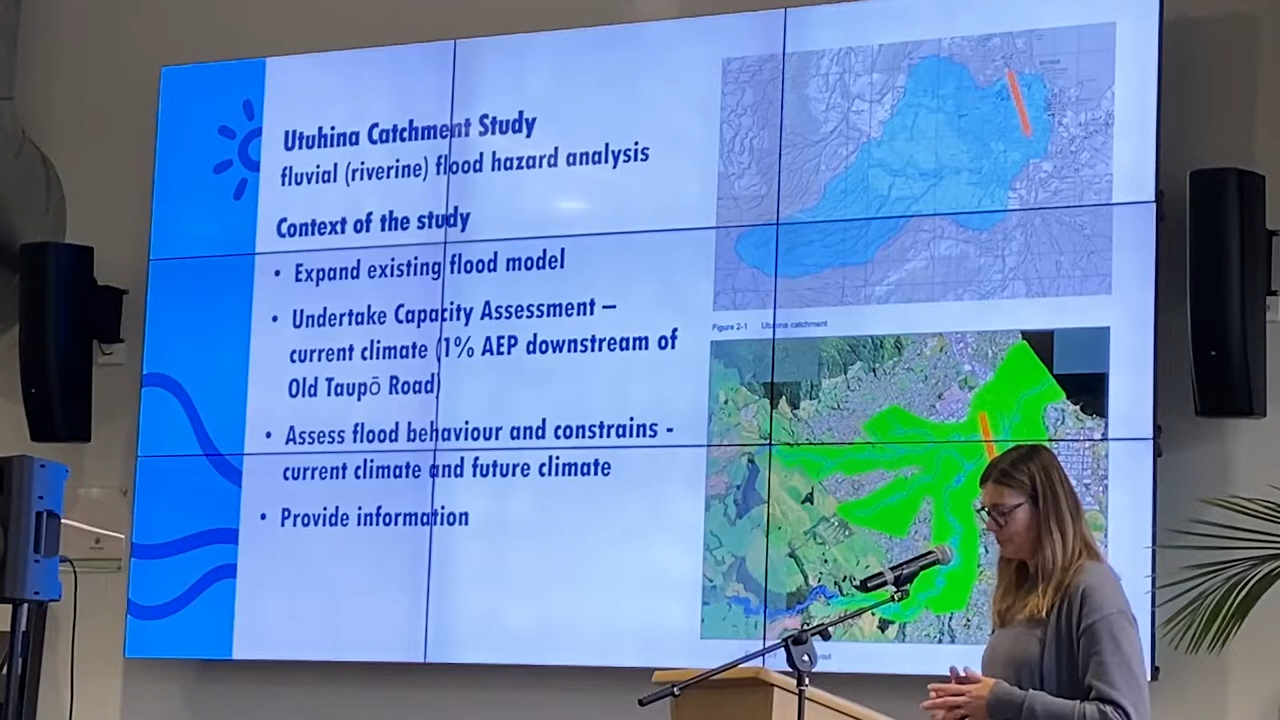 Utuhina Catchment Study
fluvial (riverine) flood hazard analysis
Context of the study
• Expand existing flood model
• Undertake Capacity Assessment –
current climate (1% AEP downstream of
Old Taupō Road)
• Assess flood behaviour and constrains -
current climate and future climate
• Provide information
Figure 2-1 Utuhina catchment